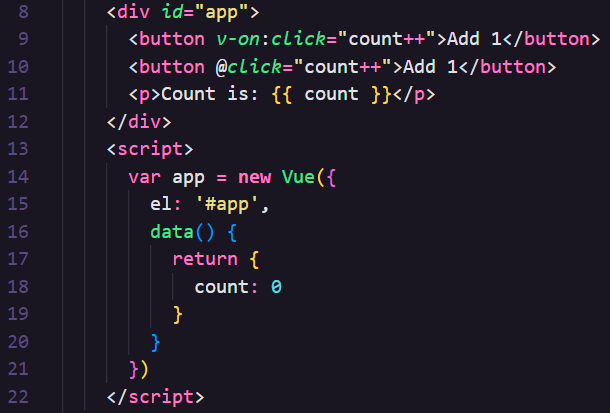 8 <div id="app">
9 <button v-on:click="count++">Add 1</button>
10 <button @click="count++">Add 1</button>
11 <p>Count is: {{ count }}</p>
12 </div>
13 <script>
14 var app = new Vue({
15 el: '#app',
16 data() {
17 return {
18 count: 0
19 }
20 }
21 })
22 </script>